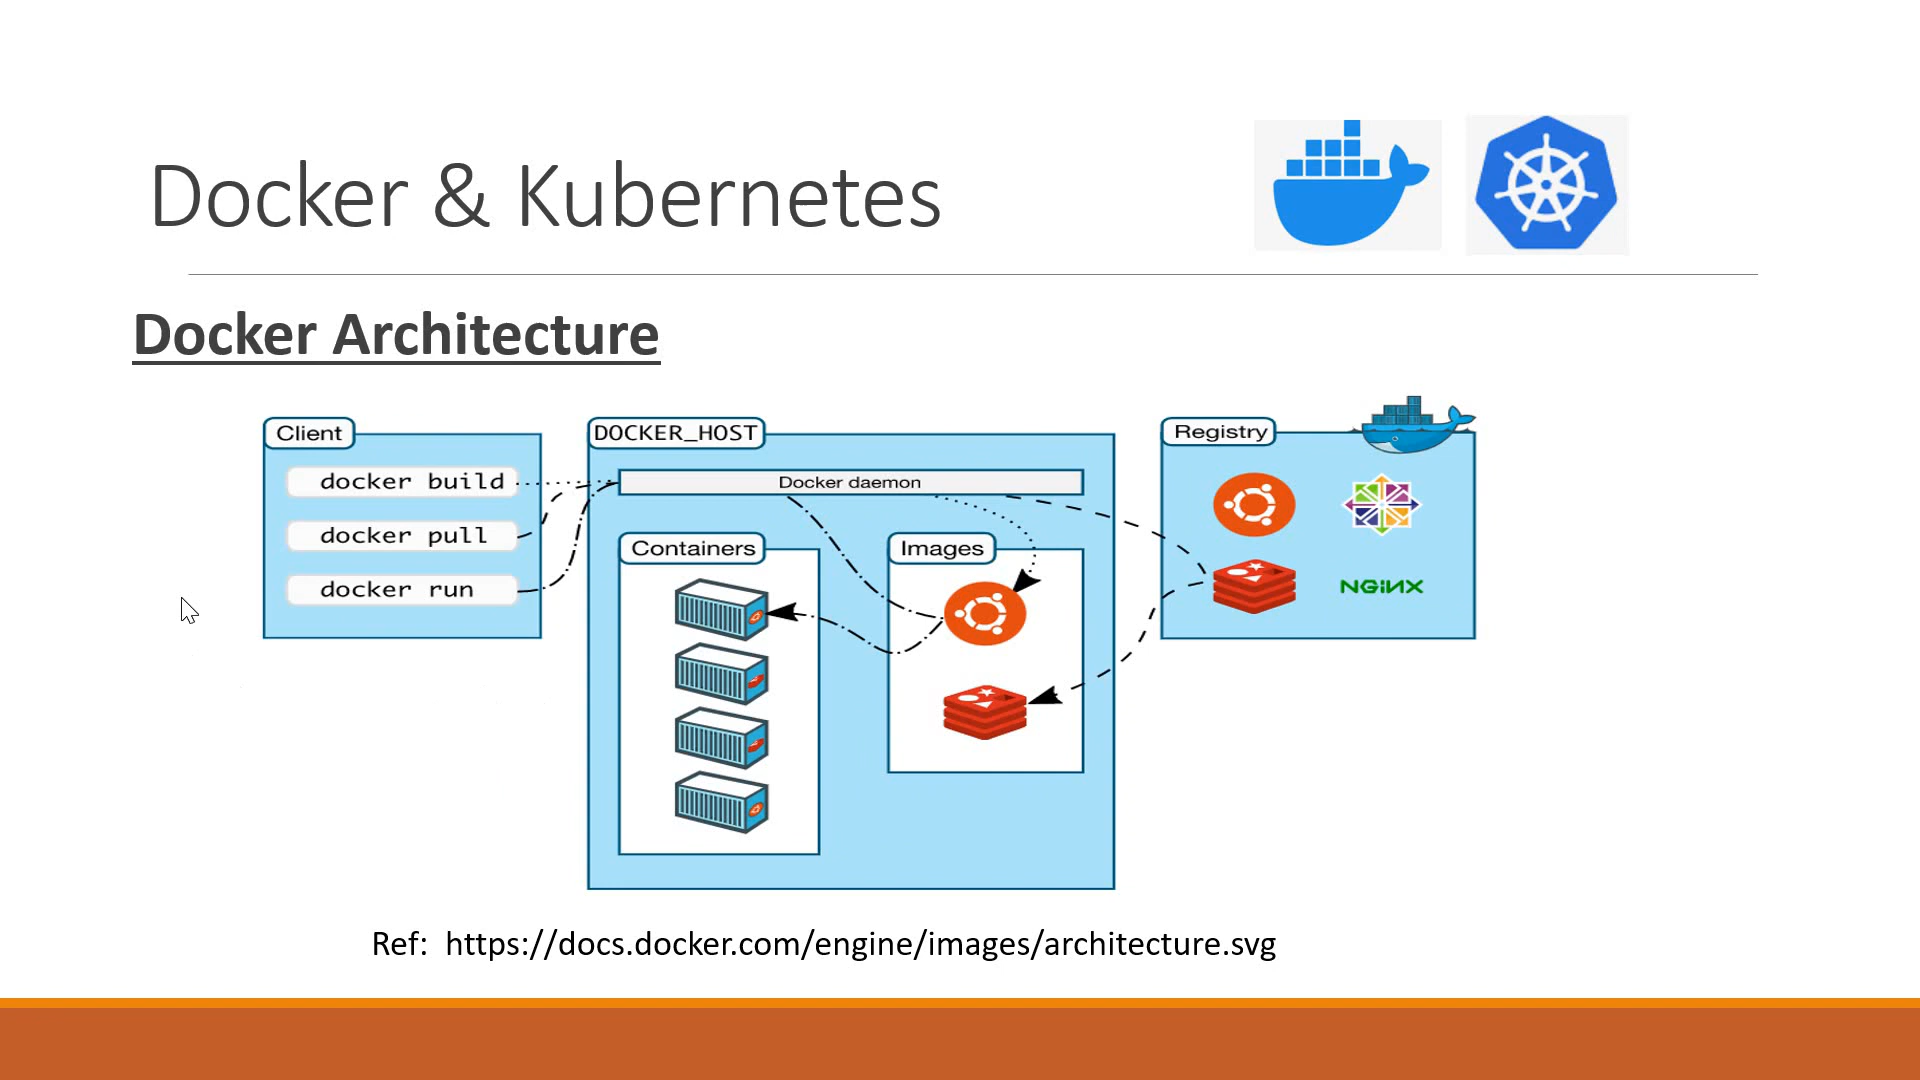 Docker & Kubernetes
Docker Architecture
Client
docker build
docker pull
docker run
DOCKER_HOST
Docker daemon
Containers
Images
Registry
NGINX
Ref: https://docs.docker.com/engine/images/architecture.svg